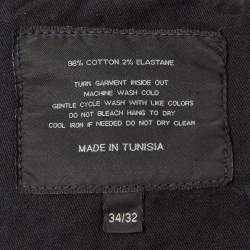 98% COTTON 2% ELASTANE
TURN GARMENT INSIDE OUT
MACHINE WASH COLD
GENTLE CYCLE WASH WITH LIKE COLORS
DO NOT BLEACH HANG TO DRY
COOL IRON IF NEEDED DO NOT DRY CLEAN
MADE IN TUNISIA
34/32